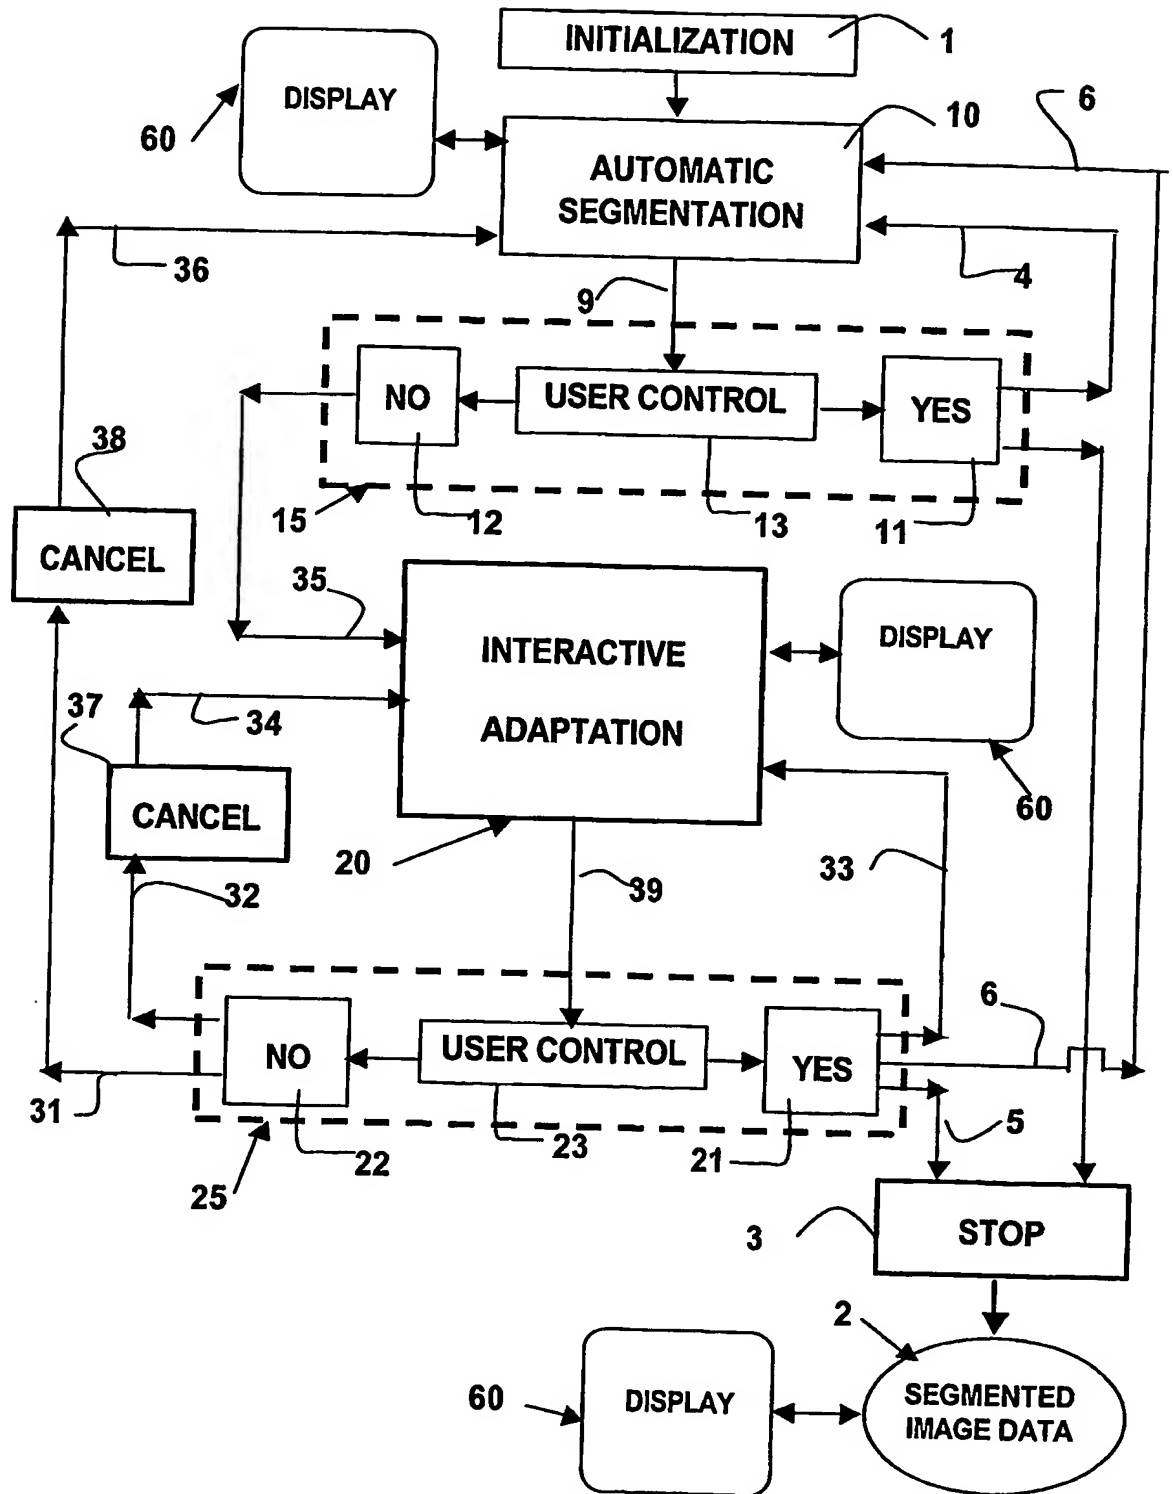 INITIALIZATION
1
DISPLAY
60
10
6
AUTOMATIC
SEGMENTATION
36
4
9
NO
USER CONTROL
YES
38
15
12
13
11
CANCEL
35
INTERACTIVE
ADAPTATION
DISPLAY
37
34
60
CANCEL
20
33
32
39
6
NO
USER CONTROL
YES
31
5
22
23
21
25
3
STOP
2
60
DISPLAY
SEGMENTED
IMAGE DATA